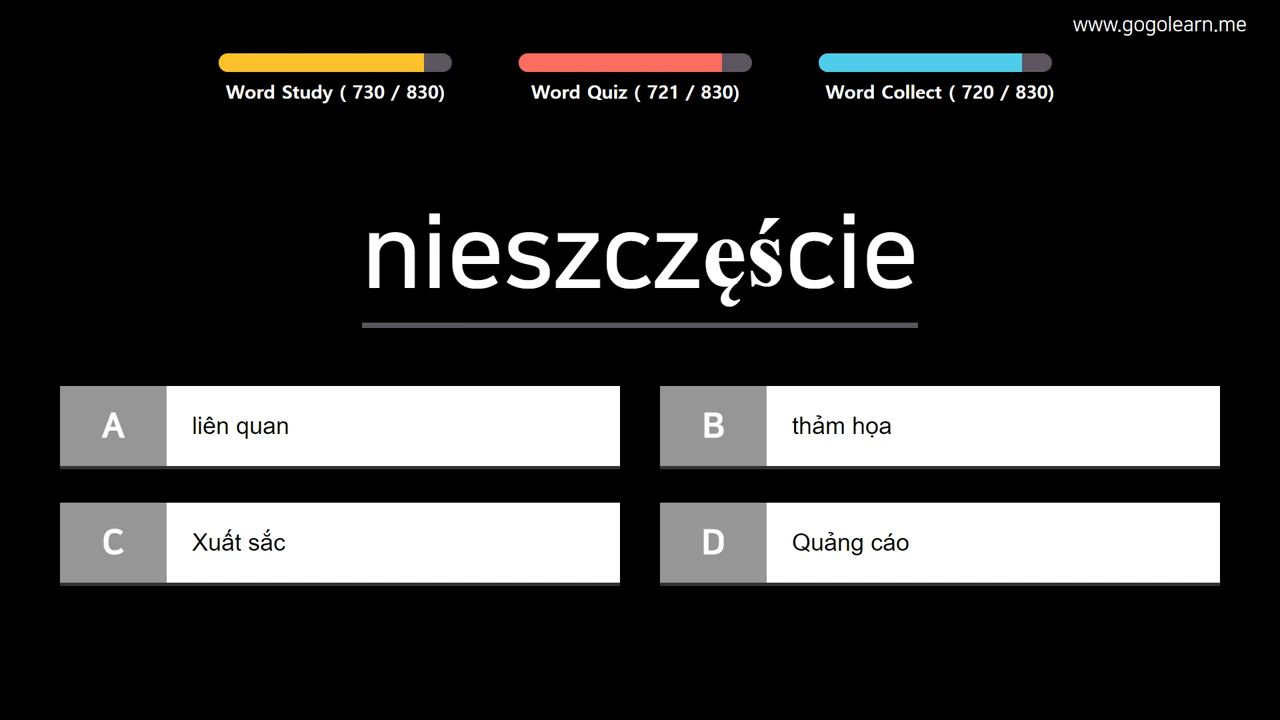 www.gogolearn.me
Word Study ( 730 / 830)
Word Quiz ( 721 / 830)
Word Collect ( 720 / 830)
nieszczęście
A liên quan
B thảm họa
C Xuất sắc
D Quảng cáo